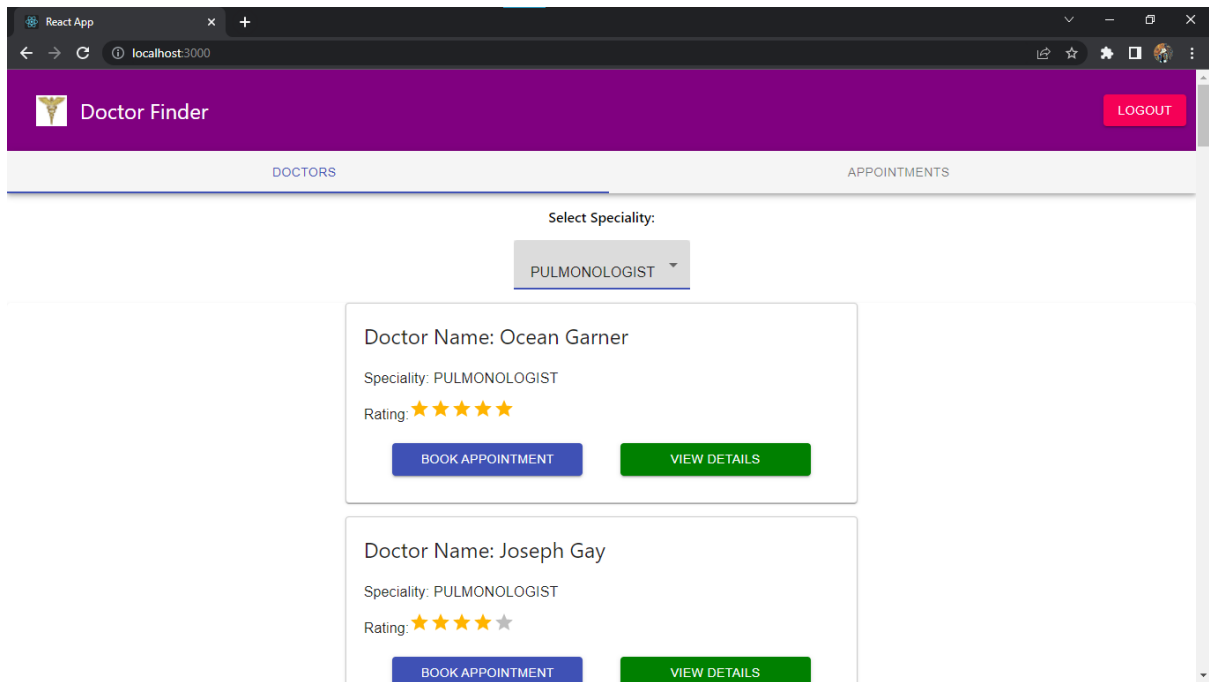 React App
localhost:3000
Doctor Finder
LOGOUT
DOCTORS APPOINTMENTS
Select Speciality:
PULMONOLOGIST
Doctor Name: Ocean Garner
Speciality: PULMONOLOGIST
Rating:
BOOK APPOINTMENT VIEW DETAILS
Doctor Name: Joseph Gay
Speciality: PULMONOLOGIST
Rating:
BOOK APPOINTMENT VIEW DETAILS